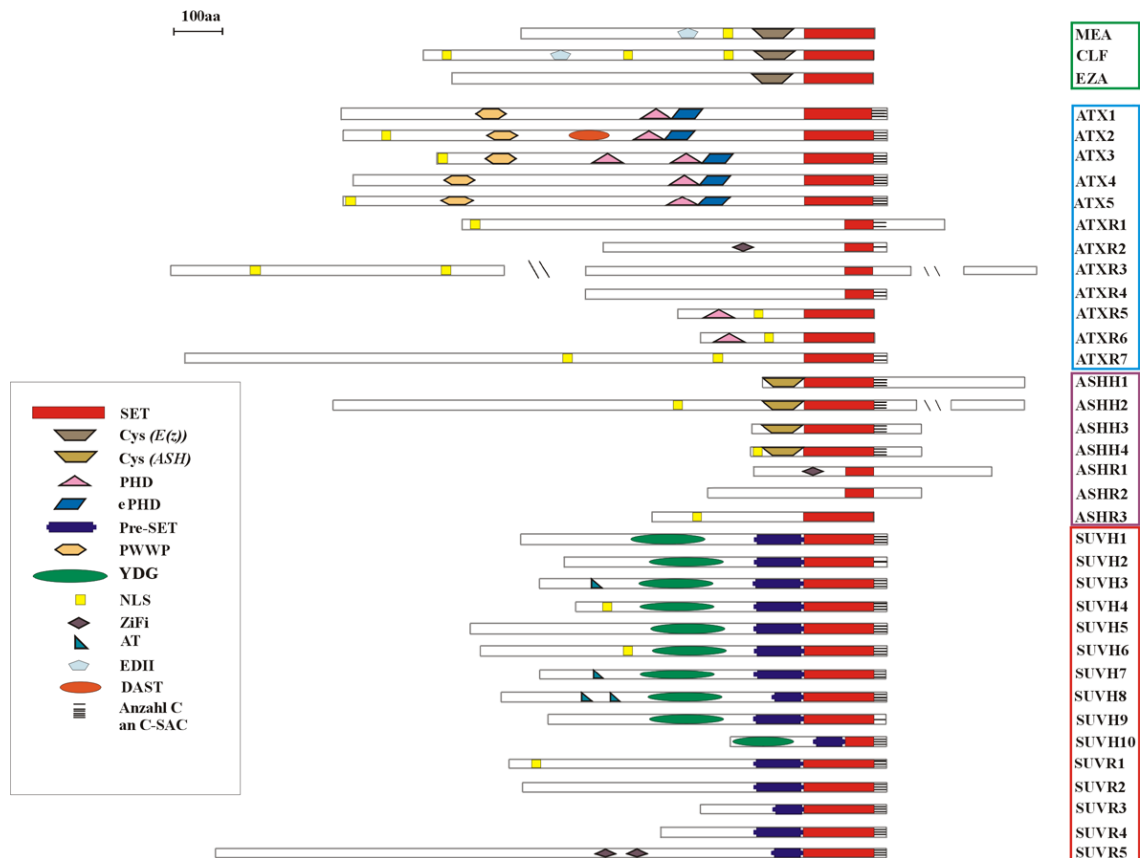 100aa
MEA
CLF
EZA
ATX1
ATX2
ATX3
ATX4
ATX5
ATXR1
ATXR2
ATXR3
ATXR4
ATXR5
ATXR6
ATXR7
ASHH1
ASHH2
ASHH3
ASHH4
ASHR1
ASHR2
ASHR3
SUVH1
SUVH2
SUVH3
SUVH4
SUVH5
SUVH6
SUVH7
SUVH8
SUVH9
SUVH10
SUVR1
SUVR2
SUVR3
SUVR4
SUVR5
SET
Cys (E(z))
Cys (ASH)
PHD
ePHD
Pre-SET
PWWP
YDG
NLS
ZiFi
AT
EDII
DAST
Anzahl C
an C-SAC